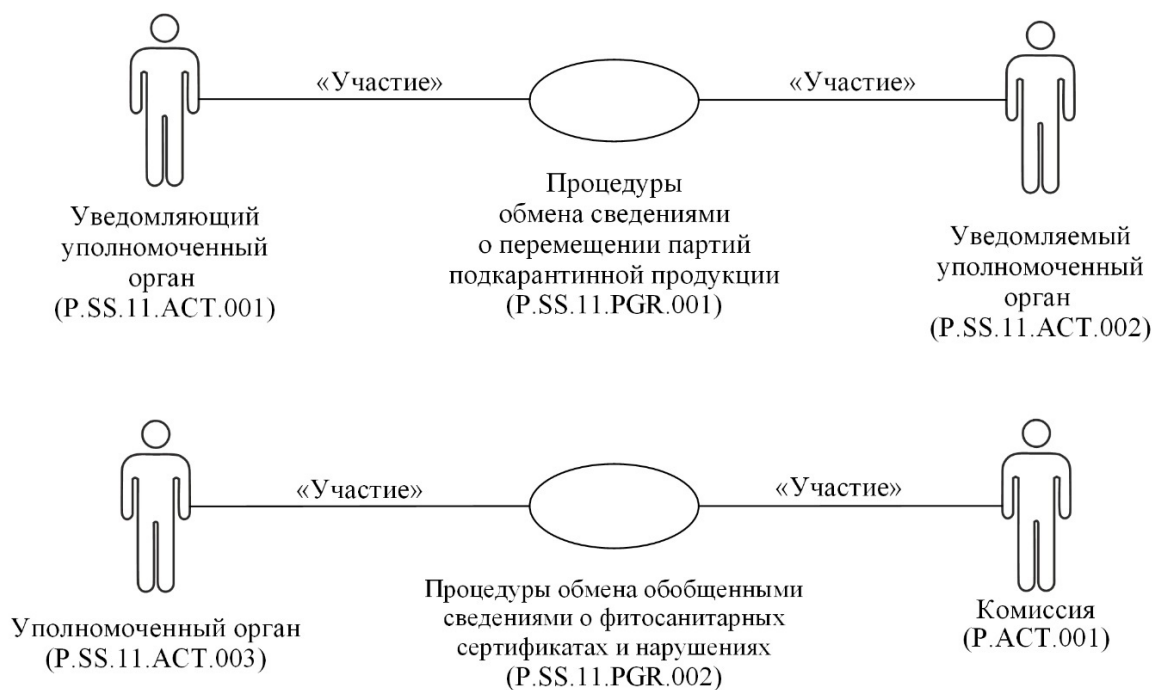 «Участие»
«Участие»
Уведомляющий
уполномоченный
орган
(P.SS.11.ACT.001)
Процедуры
обмена сведениями
о перемещении партий
подкарантинной продукции
(P.SS.11.PGR.001)
Уведомляемый
уполномоченный
орган
(P.SS.11.ACT.002)
«Участие»
«Участие»
Уполномоченный орган
(P.SS.11.ACT.003)
Процедуры обмена обобщенными
сведениями о фитосанитарных
сертификатах и нарушениях
(P.SS.11.PGR.002)
Комиссия
(P.ACT.001)